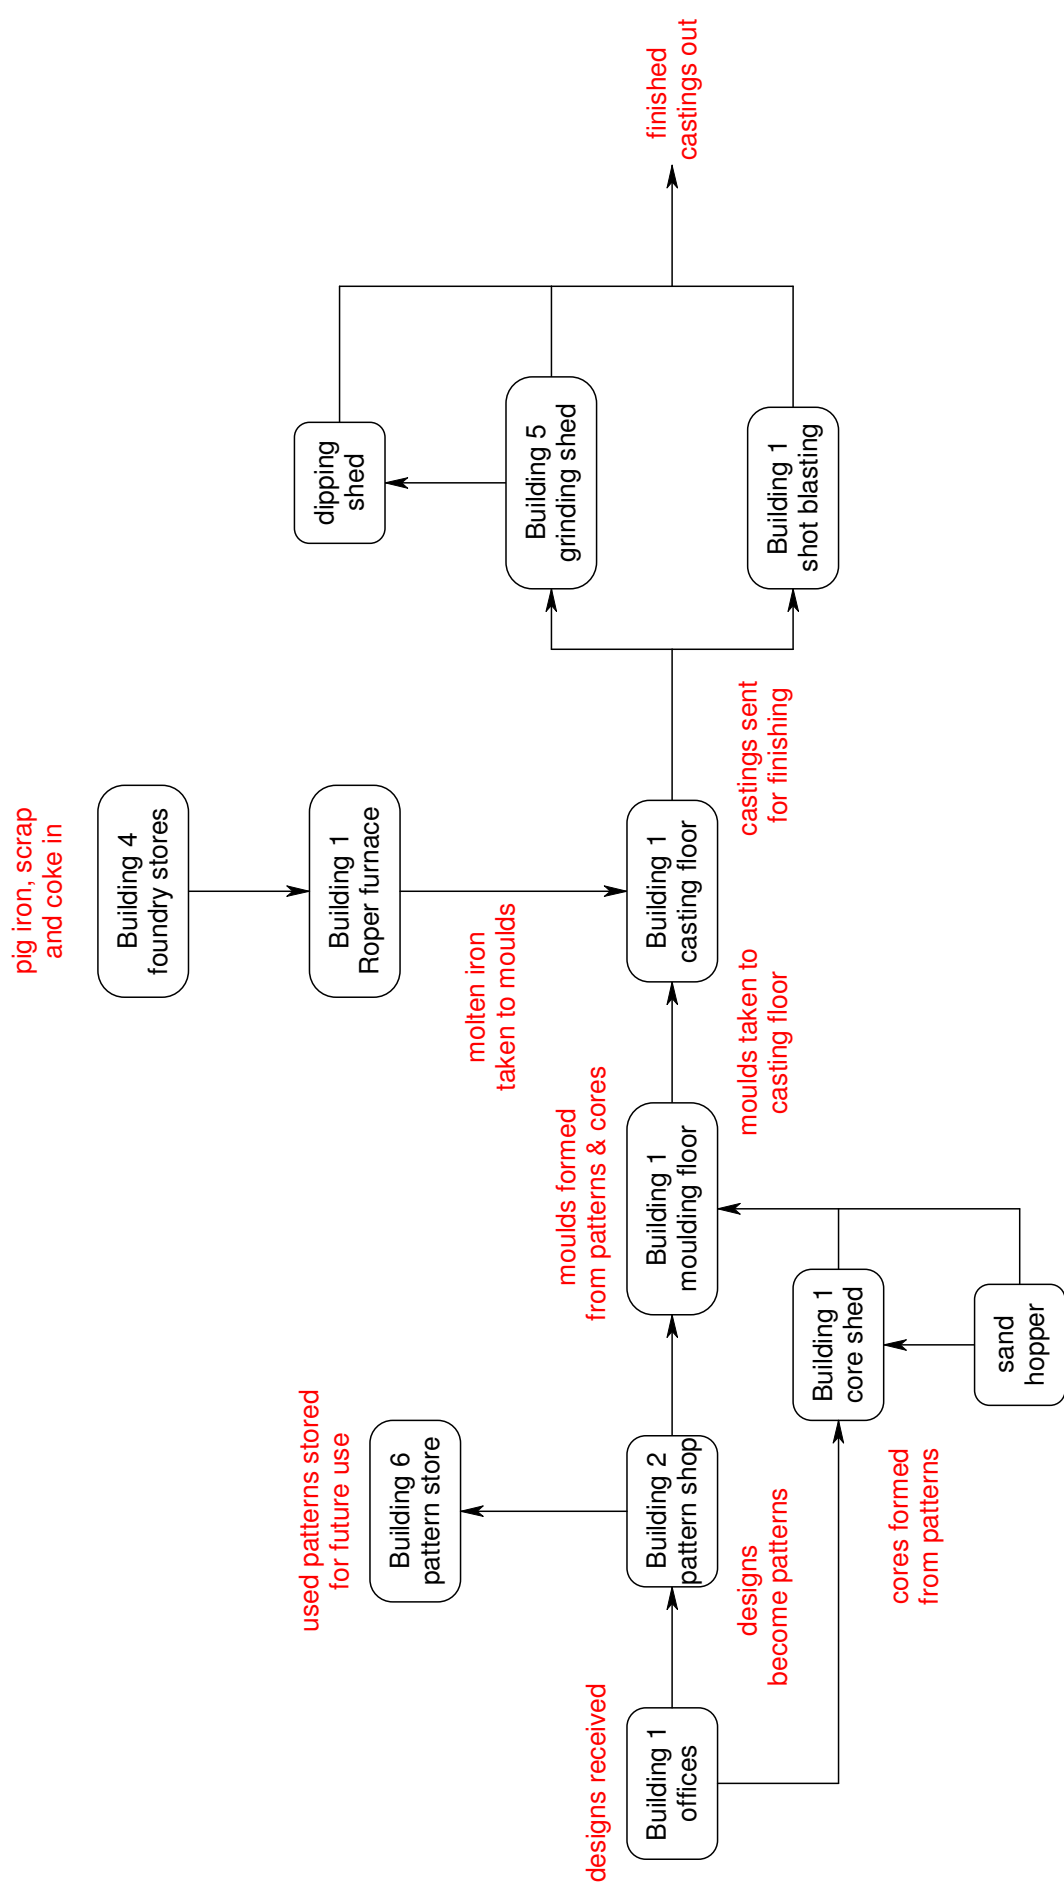 designs received
Building 1
offices
designs
become patterns
used patterns stored
for future use
Building 6
pattern store
Building 2
pattern shop
cores formed
from patterns
Building 1
core shed
sand
hopper
moulds formed
from patterns & cores
Building 1
moulding floor
moulds taken to
casting floor
pig iron, scrap
and coke in
Building 4
foundry stores
Building 1
Roper furnace
molten iron
taken to moulds
Building 1
casting floor
castings sent
for finishing
dipping
shed
Building 5
grinding shed
Building 1
shot blasting
finished
castings out